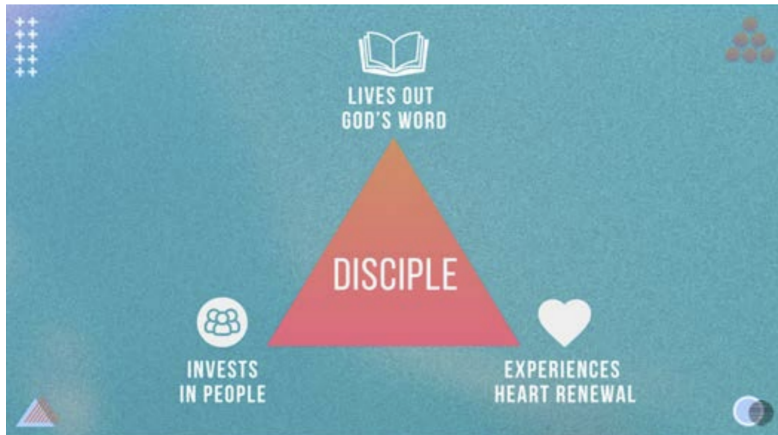 LIVES OUT
GOD'S WORD
DISCIPLE
INVESTS
IN PEOPLE
EXPERIENCES
HEART RENEWAL